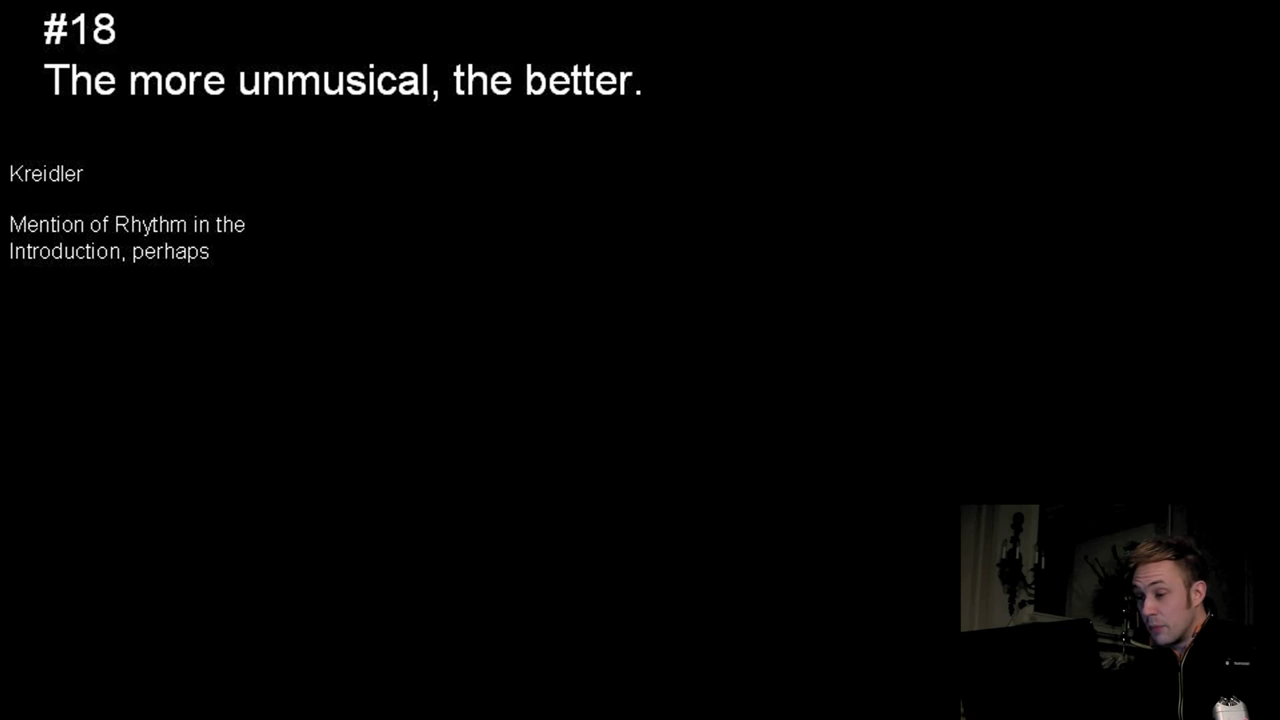 #18
The more unmusical, the better.
Kreidler
Mention of Rhythm in the
Introduction, perhaps